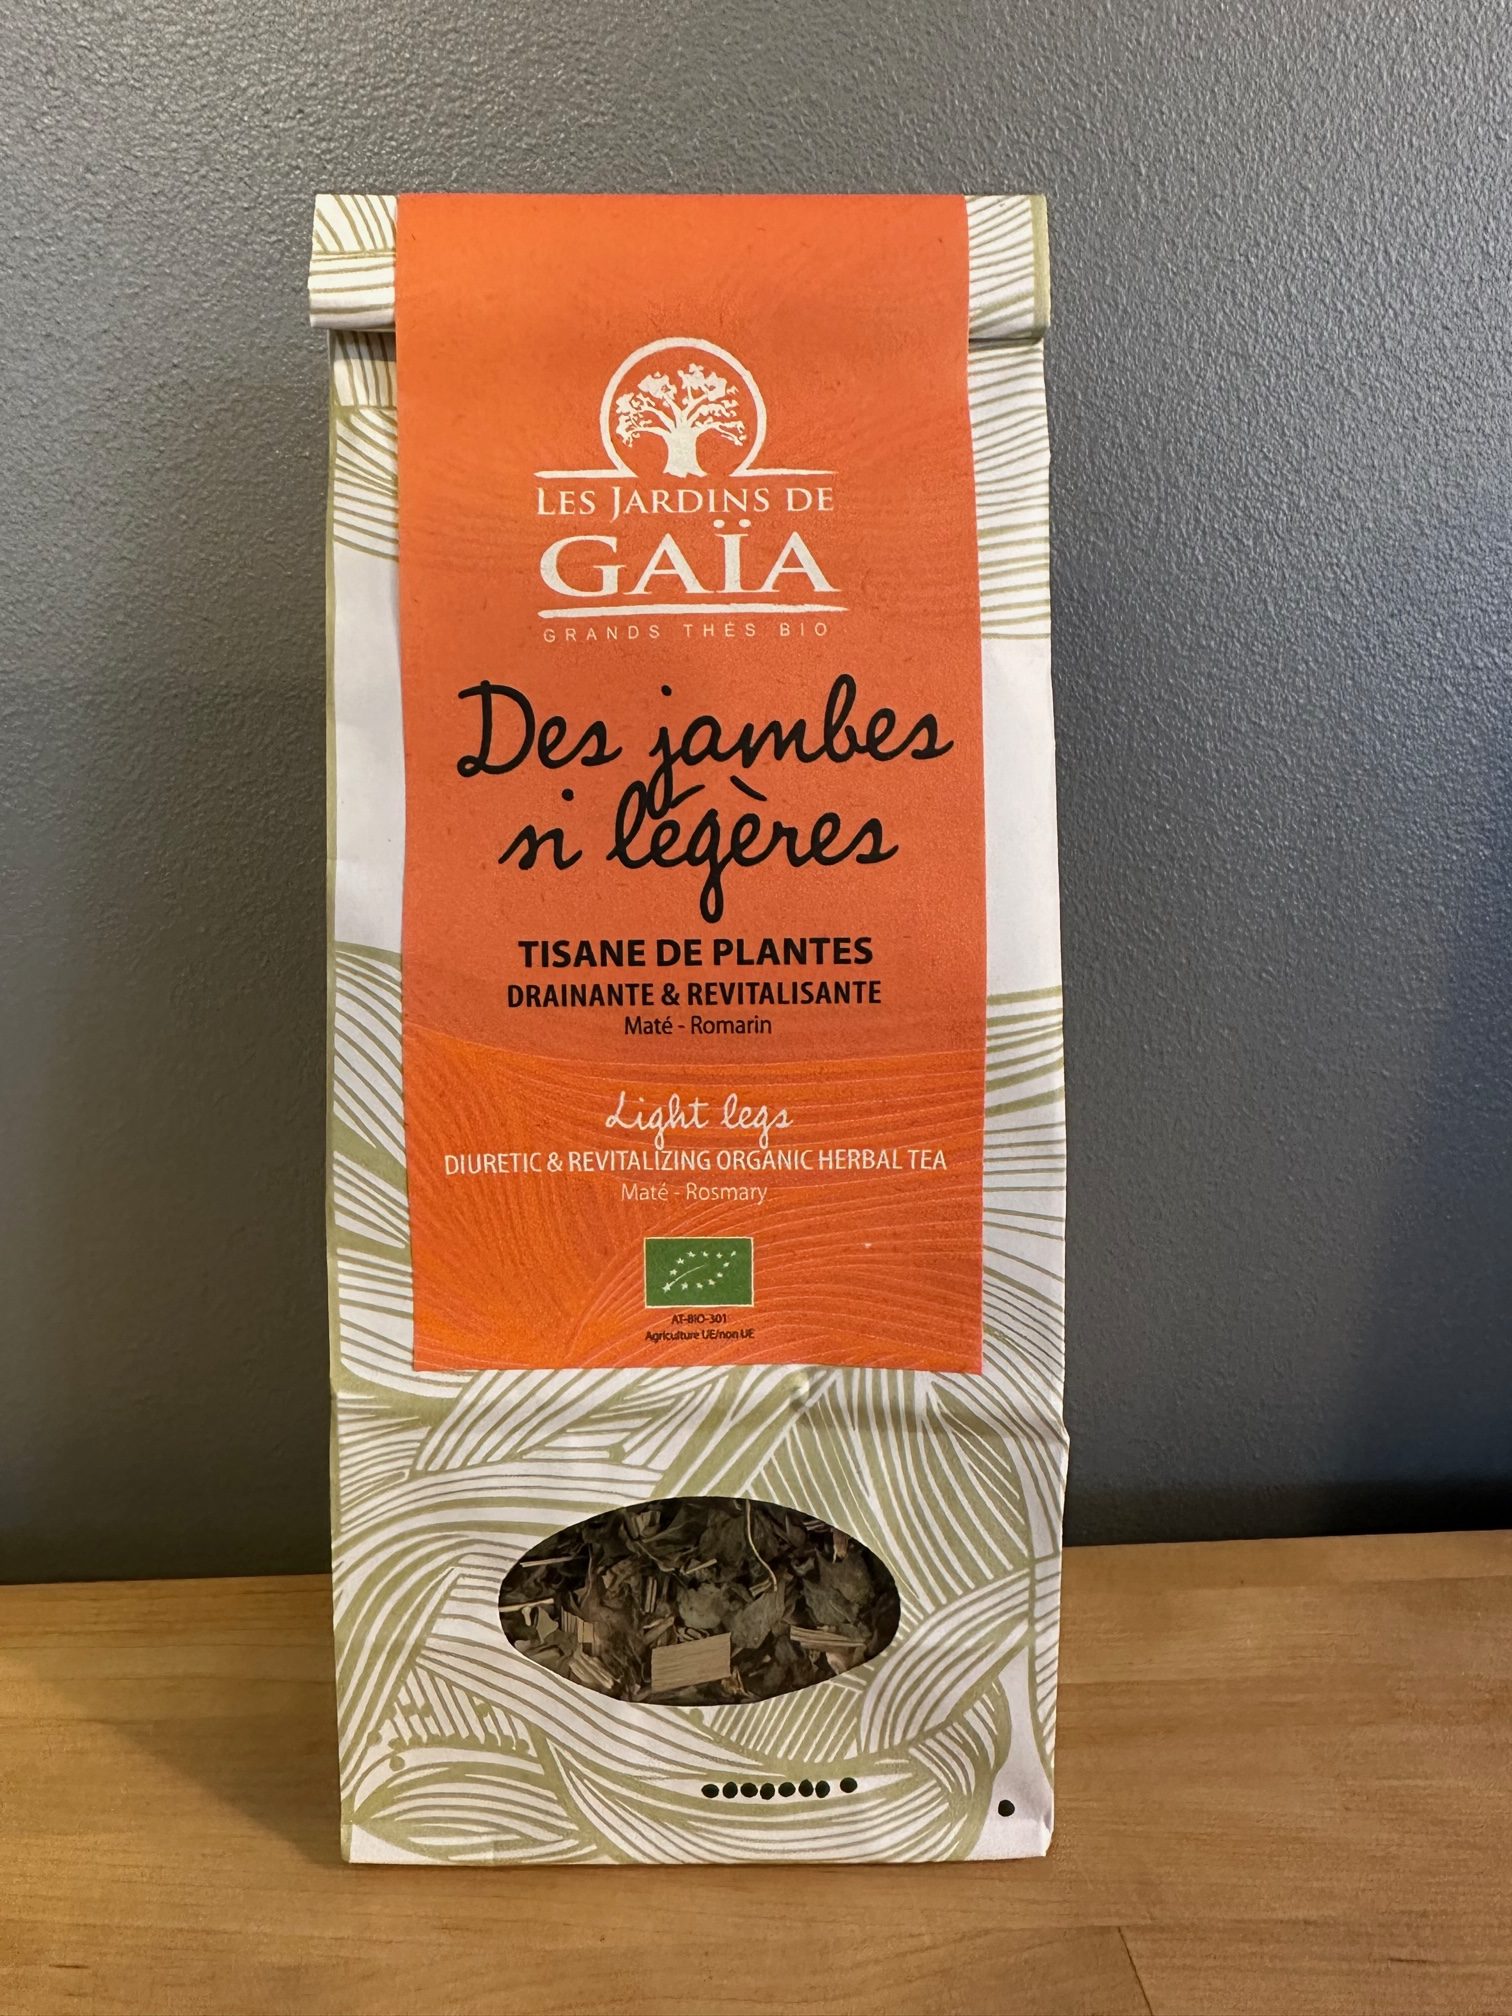 LES JARDINS DE
GAÏA
GRANDS THÉS BIO
Des jambes
si légères
TISANE DE PLANTES
DRAINANTE & REVITALISANTE
Maté - Romarin
Light legs
DIURETIC & REVITALIZING ORGANIC HERBAL TEA
Maté - Rosmary
AT-BIO-301
Agriculture UE/non UE